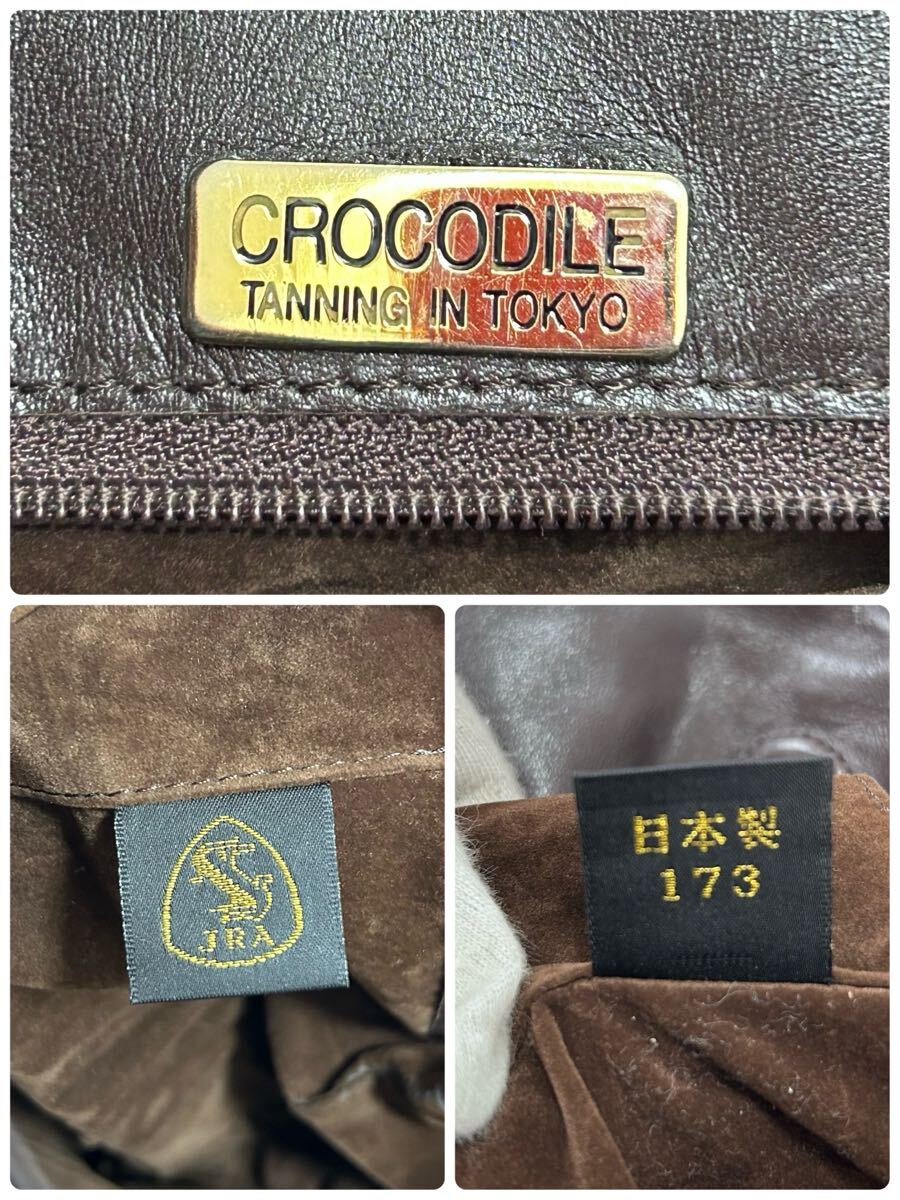 CROCODILE
TANNING IN TOKYO
JRA
日本製
173